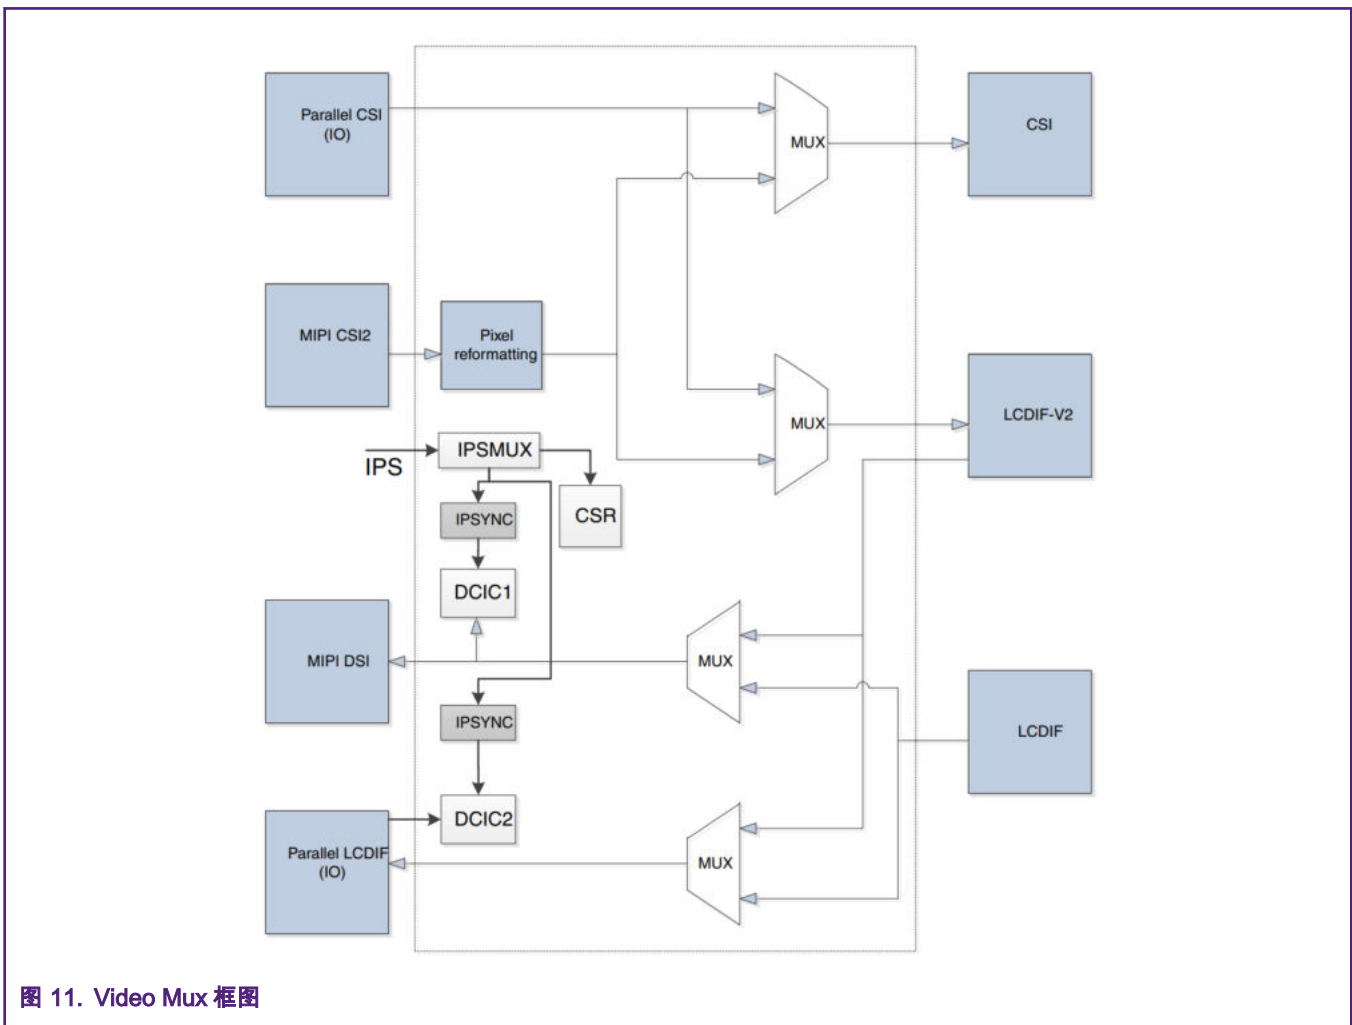 Parallel CSI
(IO)
MUX
CSI
MIPI CSI2
Pixel
reformatting
MUX
LCDIF-V2
IPS
IPSMUX
CSR
IPSYNC
DCIC1
MIPI DSI
MUX
IPSYNC
LCDIF
DCIC2
Parallel LCDIF
(IO)
MUX
图 11. Video Mux 框图